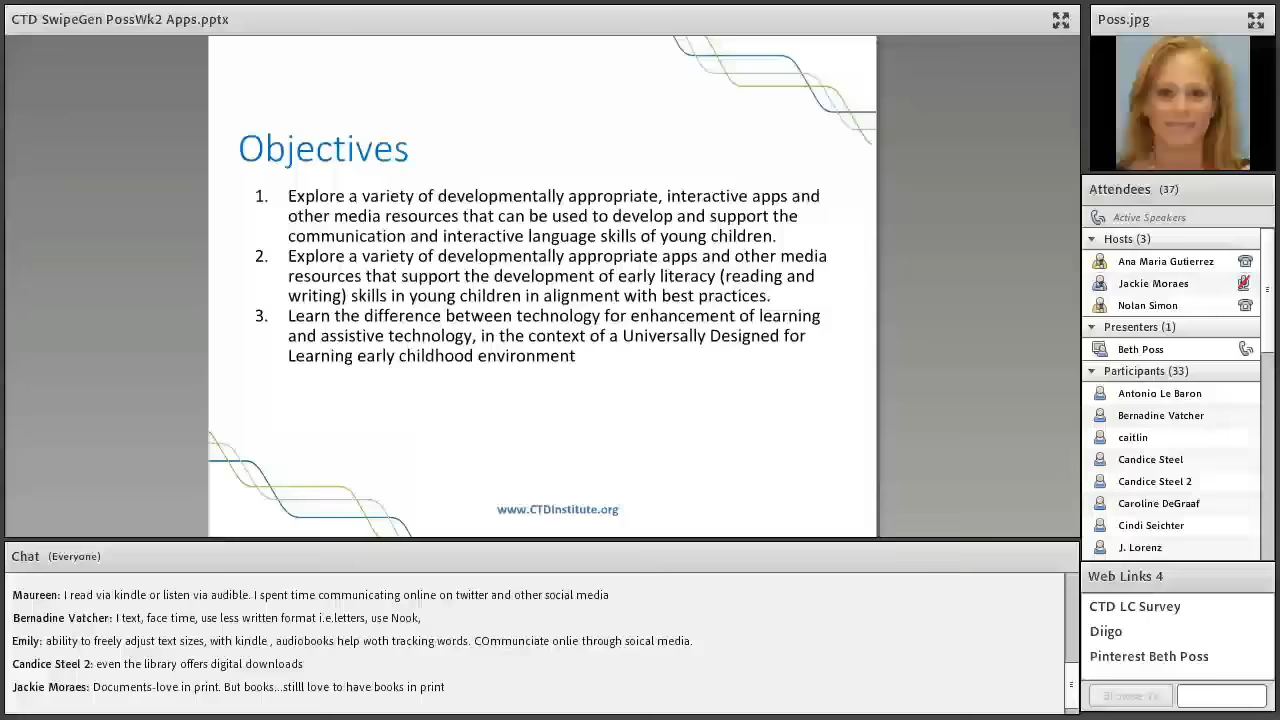 CTD SwipeGen PossWk2 Apps.pptx
Objectives
1. Explore a variety of developmentally appropriate, interactive apps and
other media resources that can be used to develop and support the
communication and interactive language skills of young children.
2. Explore a variety of developmentally appropriate apps and other media
resources that support the development of early literacy (reading and
writing) skills in young children in alignment with best practices.
3. Learn the difference between technology for enhancement of learning
and assistive technology, in the context of a Universally Designed for
Learning early childhood environment
www.CTDInstitute.org
Chat (Everyone)
Maureen: I read via kindle or listen via audible. I spent time communicating online on twitter and other social media
Bernadine Vatcher: I text, face time, use less written format i.e.letters, use Nook,
Emily: ability to freely adjust text sizes, with kindle , audiobooks help woth tracking words. COmmunciate onlie through soical media.
Candice Steel 2: even the library offers digital downloads
Jackie Moraes: Documents-love in print. But books...stilll love to have books in print
Poss.jpg
Attendees (37)
Active Speakers
Hosts (3)
Ana Maria Gutierrez
Jackie Moraes
Nolan Simon
Presenters (1)
Beth Poss
Participants (33)
Antonio Le Baron
Bernadine Vatcher
caitlin
Candice Steel
Candice Steel 2
Caroline DeGraaf
Cindi Seichter
J. Lorenz
Web Links 4
CTD LC Survey
Diigo
Pinterest Beth Poss
Browse To